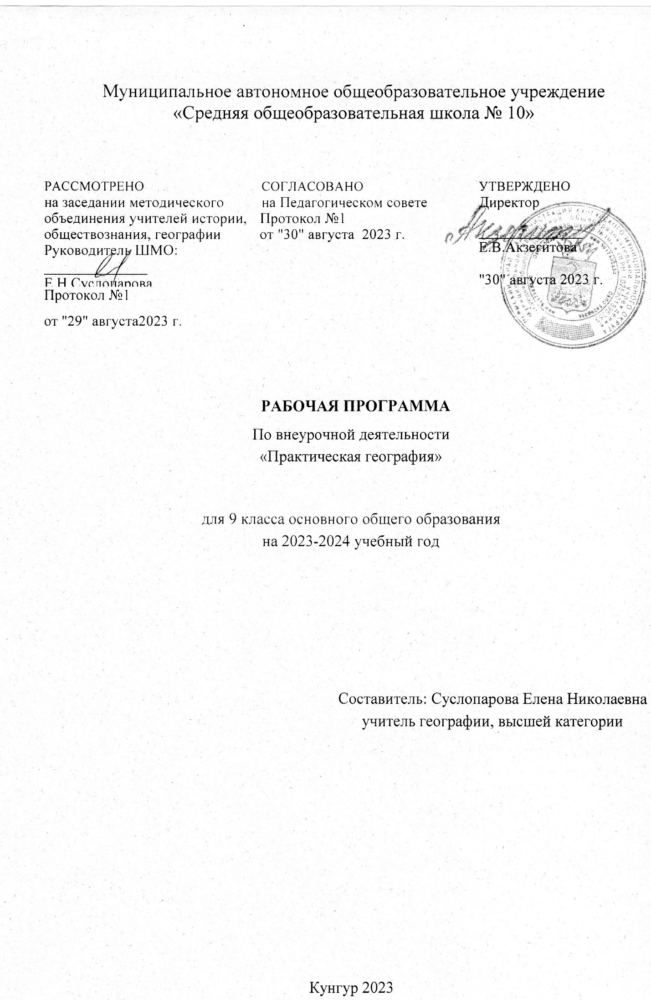 Муниципальное автономное общеобразовательное учреждение
«Средняя общеобразовательная школа № 10»
РАССМОТРЕНО
на заседании методического
объединения учителей истории,
обществознания, географии
Руководитель ШМО:
Е Н Суслопарова
Протокол №1
от "29" августа2023 г.
СОГЛАСОВАНО
на Педагогическом совете
Протокол №1
от "30" августа 2023 г.
УТВЕРЖДЕНО
Директор
Е.В.Акзегитова
"30" августа 2023 г.
РАБОЧАЯ ПРОГРАММА
По внеурочной деятельности
«Практическая география»
для 9 класса основного общего образования
на 2023-2024 учебный год
Составитель: Суслопарова Елена Николаевна
учитель географии, высшей категории
Кунгур 2023